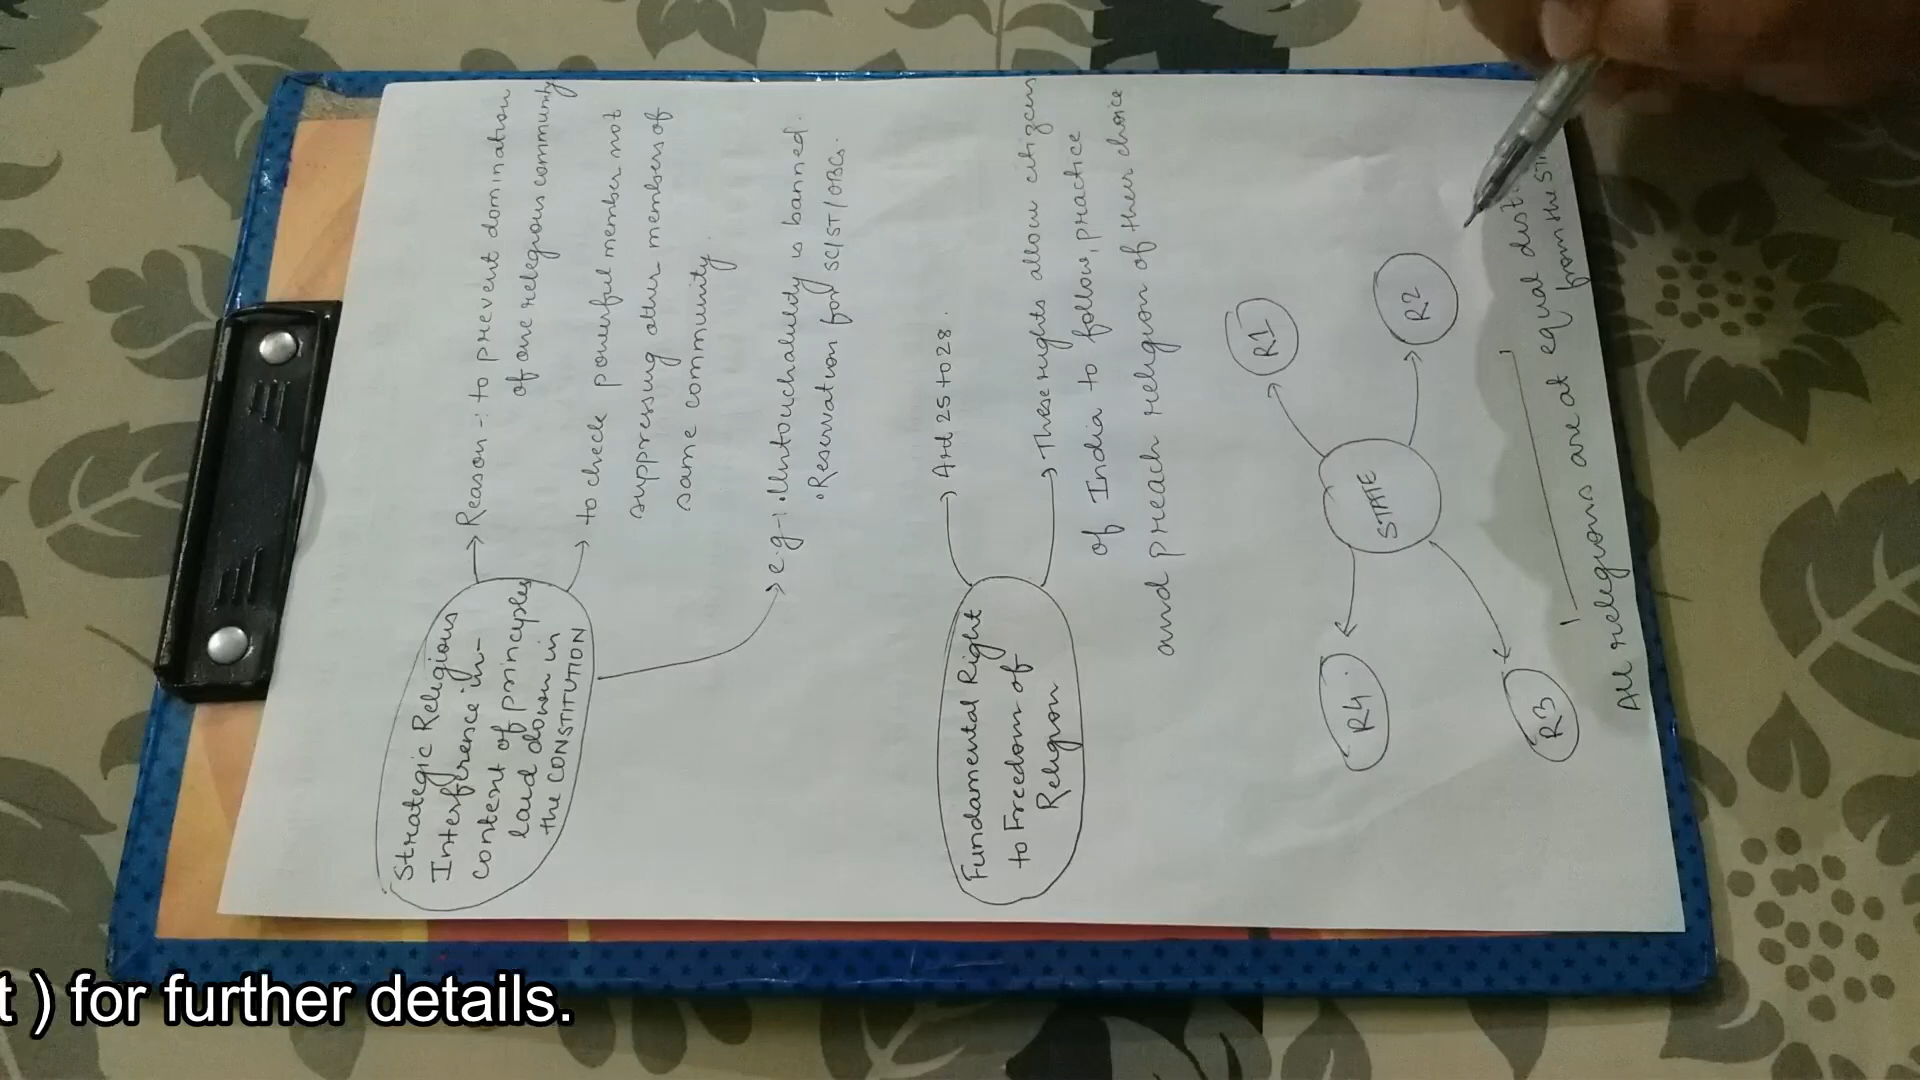 Strategic Religious
Interference in-
context of principles
laid down in
the CONSTITUTION
Reason -: to prevent domination
of one religious community
to check powerful member not
suppressing other members of
same community.
e.g-: • Untouchability is banned.
• Reservation for SC/ST/OBCs.
Fundamental Right
to Freedom of
Religion
Art 25 to 28.
These rights allow citizens
of India to follow, practice
and preach religion of their choice
R1
R2
STATE
R4.
R3
All religions are at equal
from the
t ) for further details.